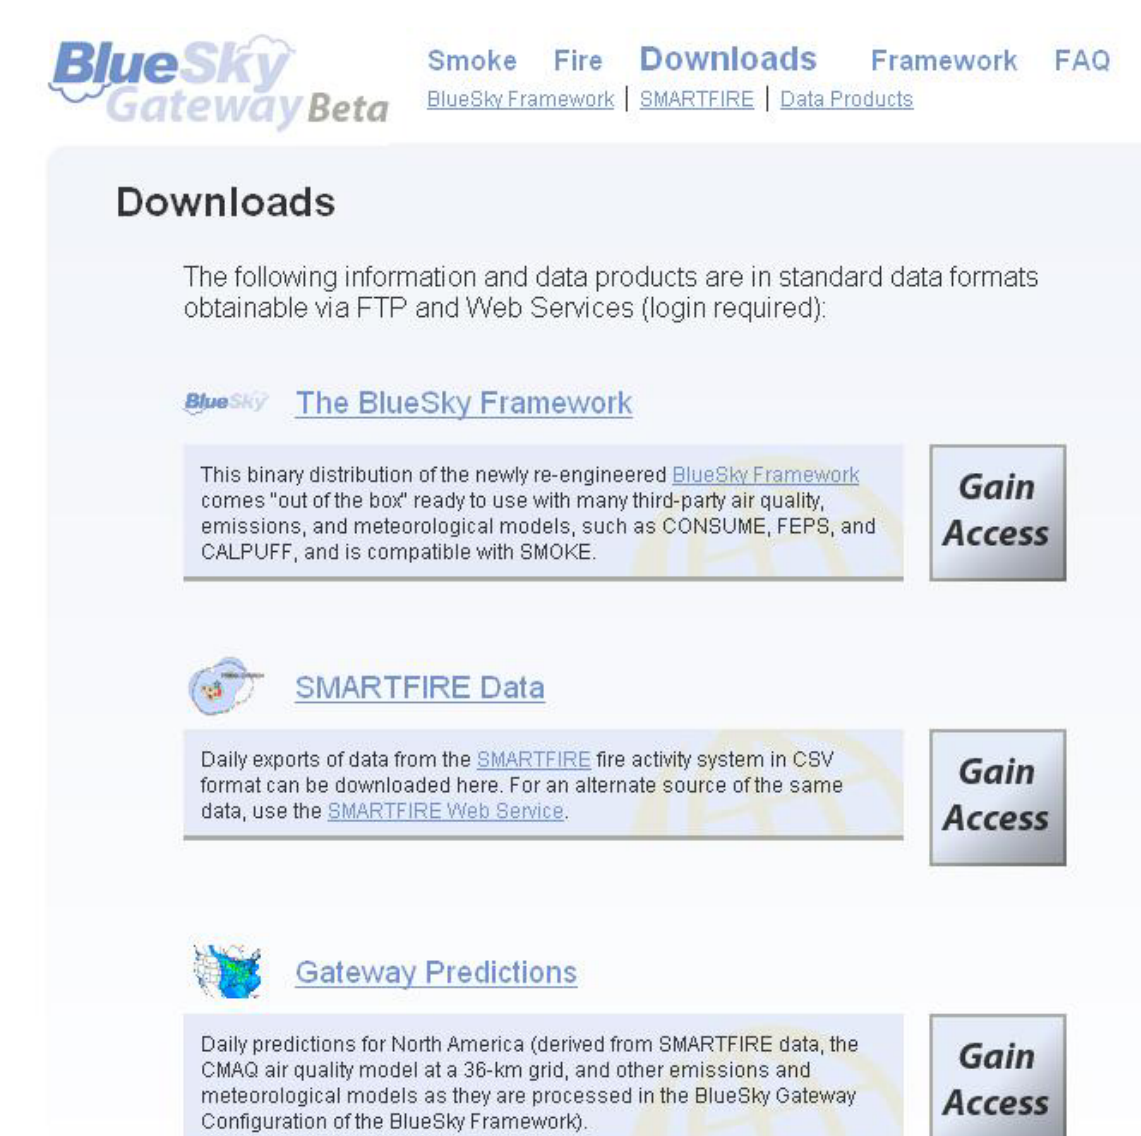 BlueSky
Gateway Beta
Smoke Fire Downloads Framework FAQ
BlueSky Framework | SMARTFIRE | Data Products
Downloads
The following information and data products are in standard data formats
obtainable via FTP and Web Services (login required):
BlueSky The BlueSky Framework
This binary distribution of the newly re-engineered BlueSky Framework
comes "out of the box" ready to use with many third-party air quality,
emissions, and meteorological models, such as CONSUME, FEPS, and
CALPUFF, and is compatible with SMOKE.
Gain
Access
SMARTFIRE Data
Daily exports of data from the SMARTFIRE fire activity system in CSV
format can be downloaded here. For an alternate source of the same
data, use the SMARTFIRE Web Service.
Gain
Access
Gateway Predictions
Daily predictions for North America (derived from SMARTFIRE data, the
CMAQ air quality model at a 36-km grid, and other emissions and
meteorological models as they are processed in the BlueSky Gateway
Configuration of the BlueSky Framework).
Gain
Access